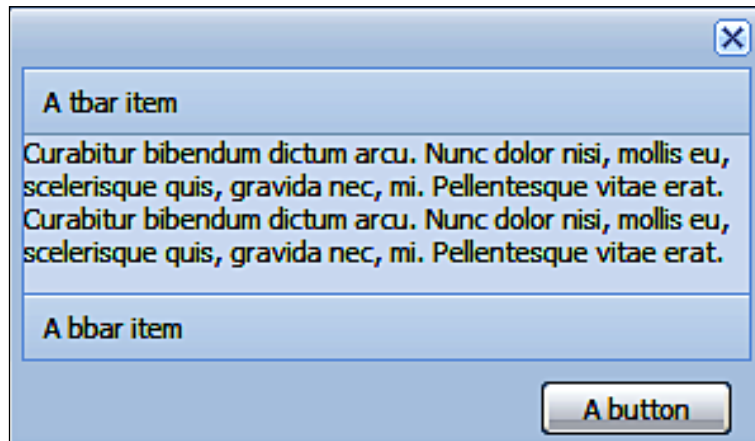 A tbar item
Curabitur bibendum dictum arcu. Nunc dolor nisi, mollis eu,
scelerisque quis, gravida nec, mi. Pellentesque vitae erat.
Curabitur bibendum dictum arcu. Nunc dolor nisi, mollis eu,
scelerisque quis, gravida nec, mi. Pellentesque vitae erat.
A bbar item
A button